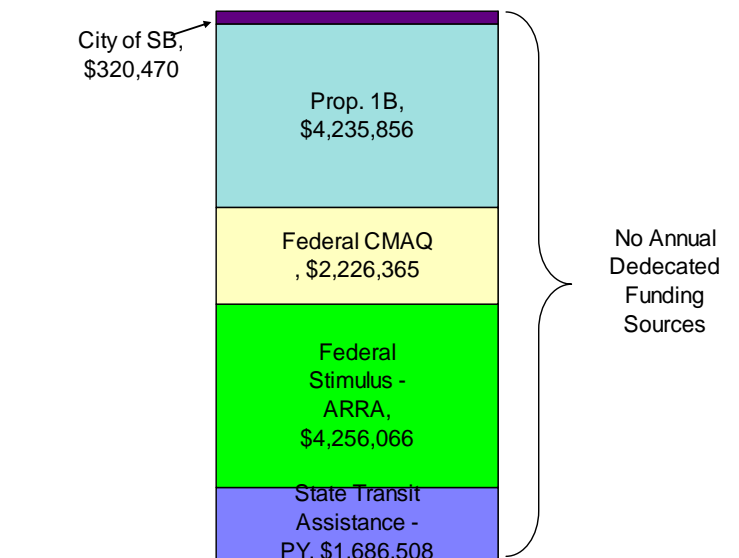 City of SB,
$320,470
Prop. 1B,
$4,235,856
Federal CMAQ
, $2,226,365
No Annual
Dedecated
Funding
Sources
Federal
Stimulus -
ARRA,
$4,256,066
State Transit
Assistance -
PY, $1,686,508